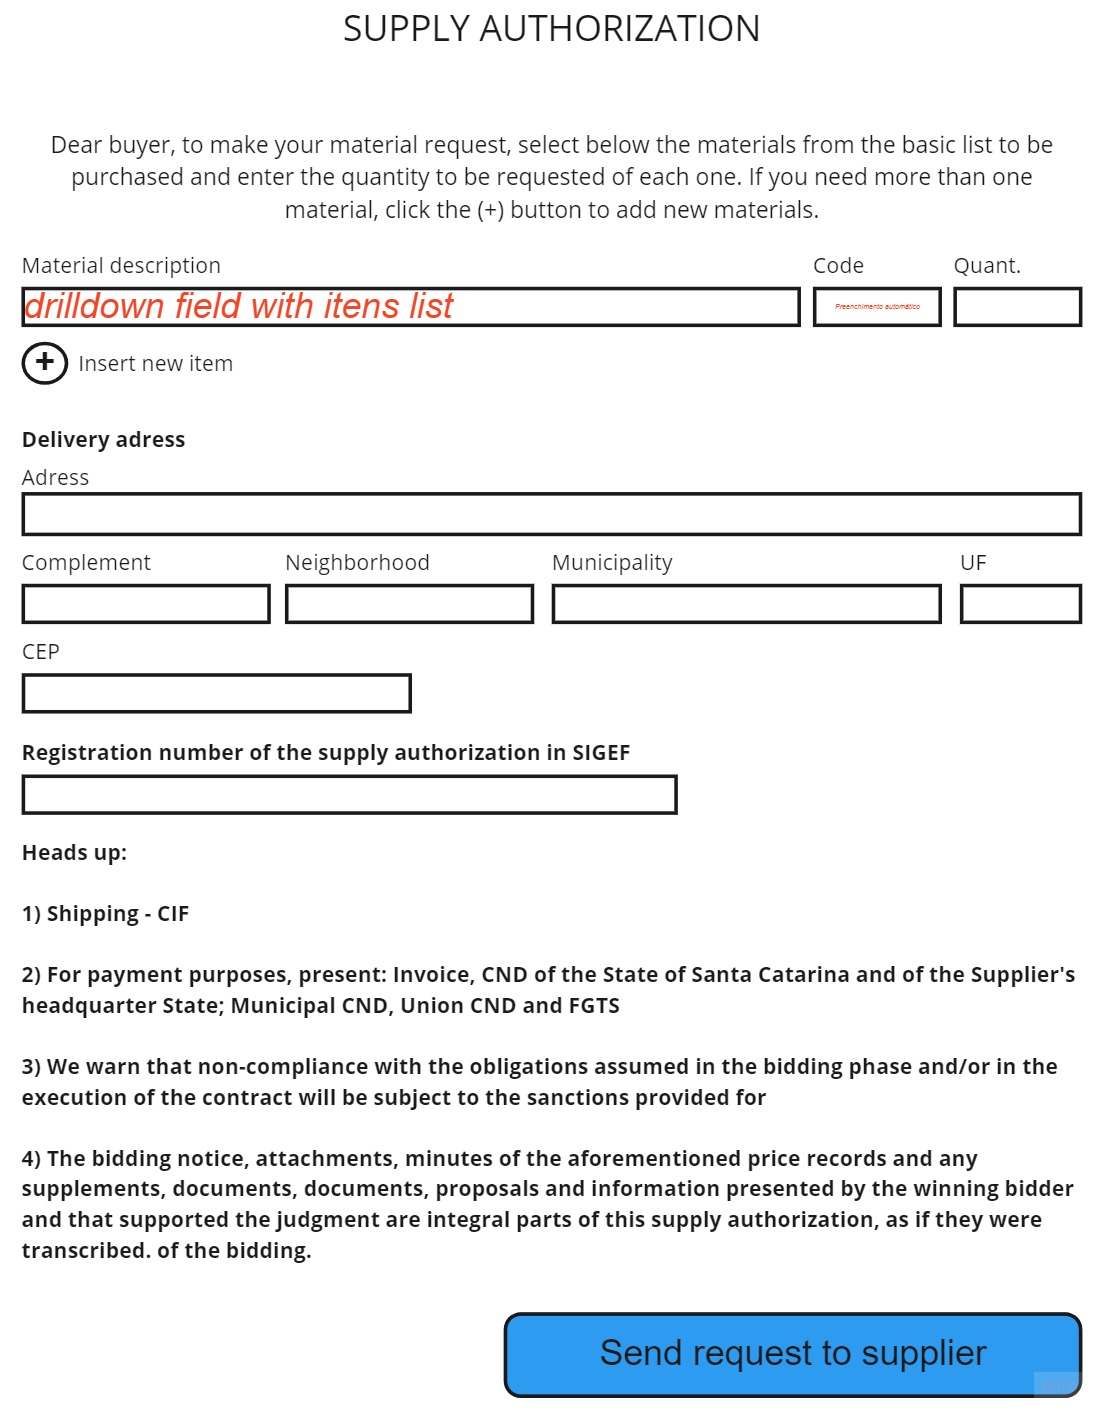 SUPPLY AUTHORIZATION
Dear buyer, to make your material request, select below the materials from the basic list to be
purchased and enter the quantity to be requested of each one. If you need more than one
material, click the (+) button to add new materials.
Material description Code Quant.
drilldown field with itens list Preenchimento automático
+ Insert new item
Delivery adress
Adress
Complement Neighborhood Municipality UF
CEP
Registration number of the supply authorization in SIGEF
Heads up:
1) Shipping - CIF
2) For payment purposes, present: Invoice, CND of the State of Santa Catarina and of the Supplier's
headquarter State; Municipal CND, Union CND and FGTS
3) We warn that non-compliance with the obligations assumed in the bidding phase and/or in the
execution of the contract will be subject to the sanctions provided for
4) The bidding notice, attachments, minutes of the aforementioned price records and any
supplements, documents, documents, proposals and information presented by the winning bidder
and that supported the judgment are integral parts of this supply authorization, as if they were
transcribed. of the bidding.
Send request to supplier